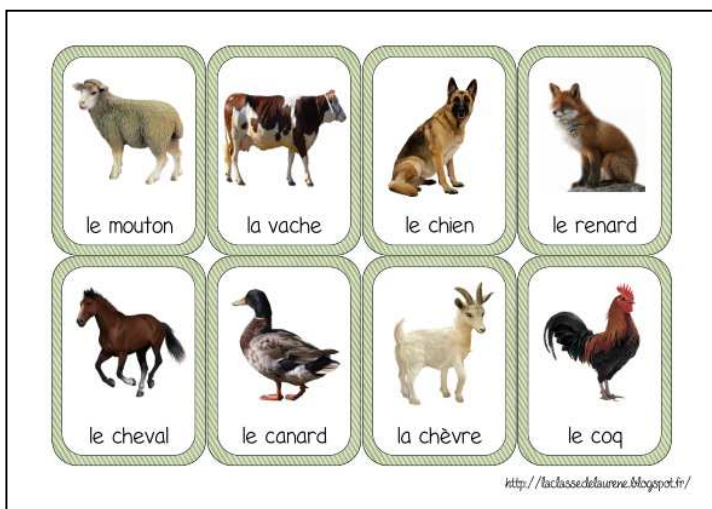 le mouton
la vache
le chien
le renard
le cheval
le canard
la chèvre
le coq
http://laclassedelaurene.blogspot.fr/